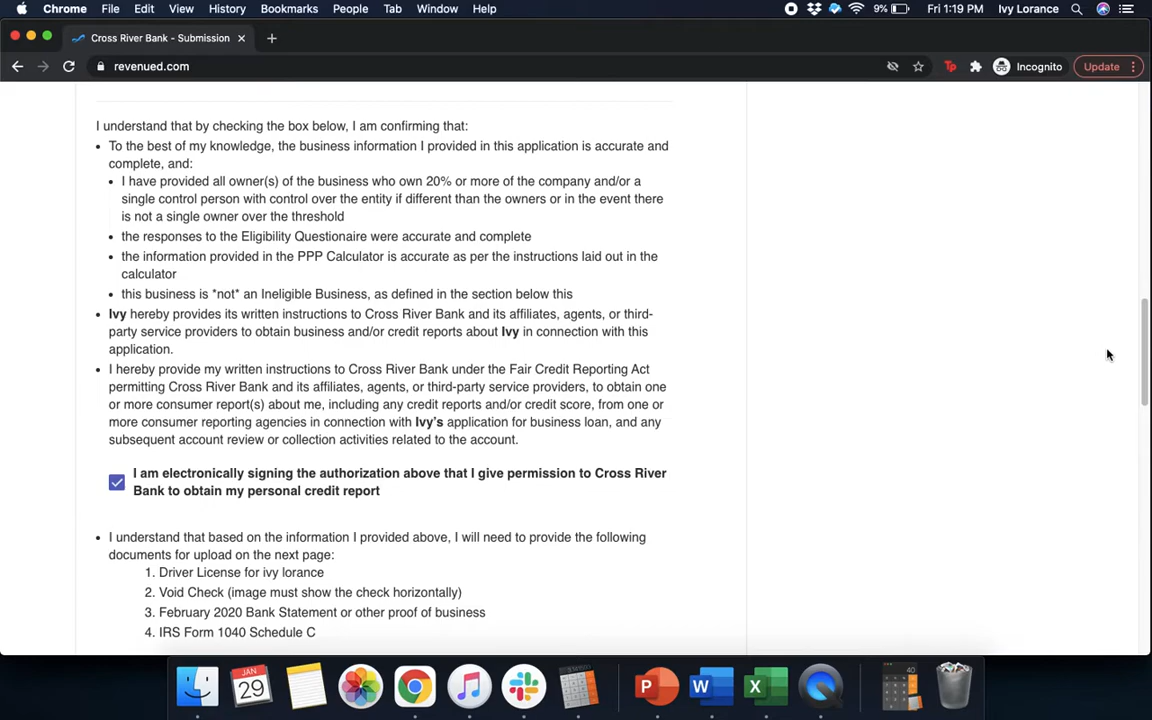 Chrome File Edit View History Bookmarks People Tab Window Help 9% Fri 1:19 PM Ivy Lorance
Cross River Bank - Submission
revenued.com Incognito Update
I understand that by checking the box below, I am confirming that:
• To the best of my knowledge, the business information I provided in this application is accurate and
complete, and:
• I have provided all owner(s) of the business who own 20% or more of the company and/or a
single control person with control over the entity if different than the owners or in the event there
is not a single owner over the threshold
• the responses to the Eligibility Questionaire were accurate and complete
• the information provided in the PPP Calculator is accurate as per the instructions laid out in the
calculator
• this business is *not* an Ineligible Business, as defined in the section below this
• Ivy hereby provides its written instructions to Cross River Bank and its affiliates, agents, or third-
party service providers to obtain business and/or credit reports about Ivy in connection with this
application.
• I hereby provide my written instructions to Cross River Bank under the Fair Credit Reporting Act
permitting Cross River Bank and its affiliates, agents, or third-party service providers, to obtain one
or more consumer report(s) about me, including any credit reports and/or credit score, from one or
more consumer reporting agencies in connection with Ivy's application for business loan, and any
subsequent account review or collection activities related to the account.
I am electronically signing the authorization above that I give permission to Cross River
Bank to obtain my personal credit report
• I understand that based on the information I provided above, I will need to provide the following
documents for upload on the next page:
1. Driver License for ivy lorance
2. Void Check (image must show the check horizontally)
3. February 2020 Bank Statement or other proof of business
4. IRS Form 1040 Schedule C
JAN
29
P
W
X
40